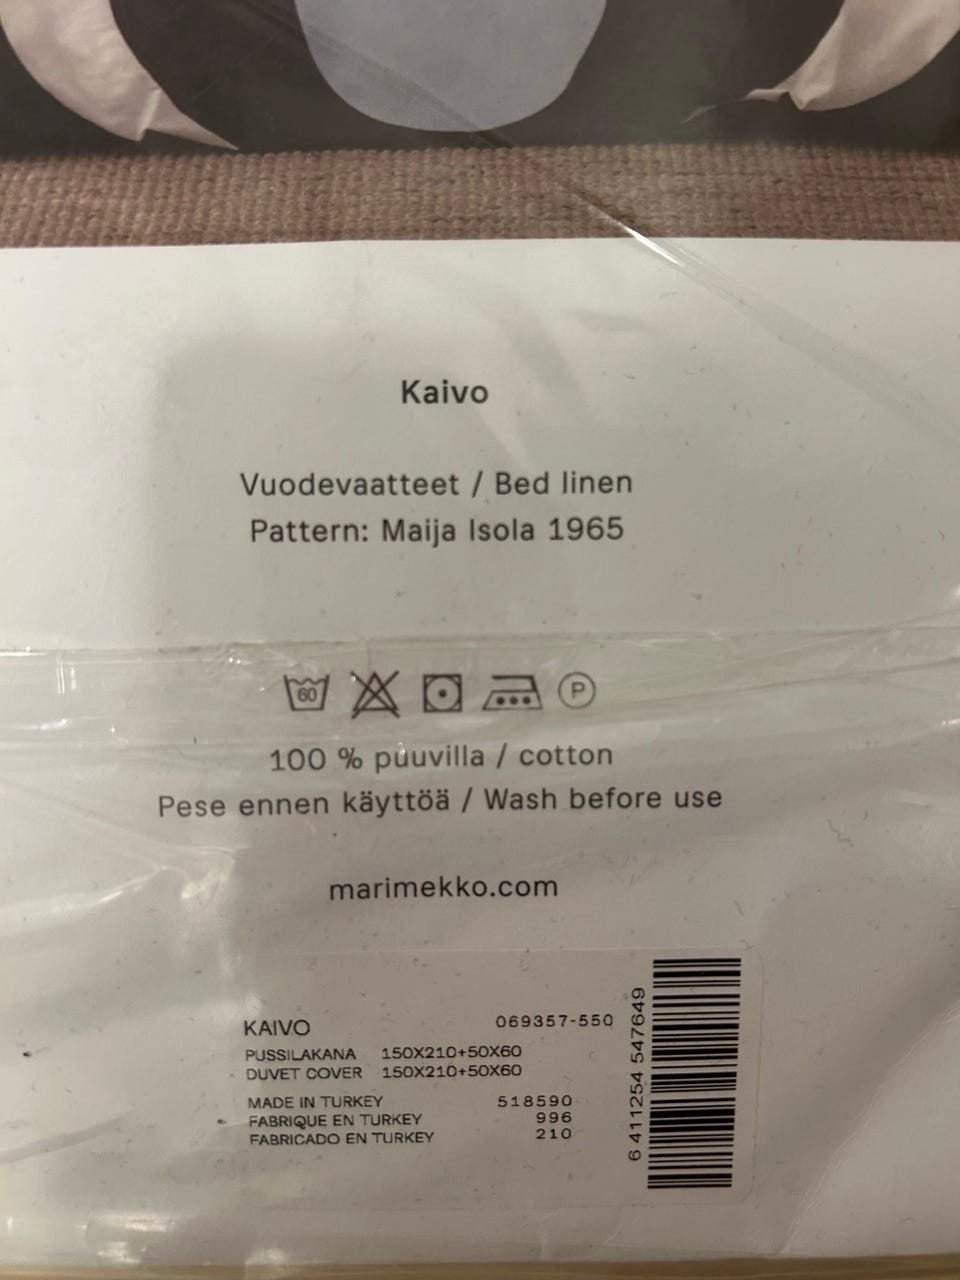 Kaivo
Vuodevaatteet / Bed linen
Pattern: Maija Isola 1965
60 P
100 % puuvilla / cotton
Pese ennen käyttöä / Wash before use
marimekko.com
KAIVO 069357-550
PUSSILAKANA 150X210+50X60
DUVET COVER 150X210+50X60
MADE IN TURKEY 518590
FABRIQUE EN TURKEY 996
FABRICADO EN TURKEY 210
6 411254 547649